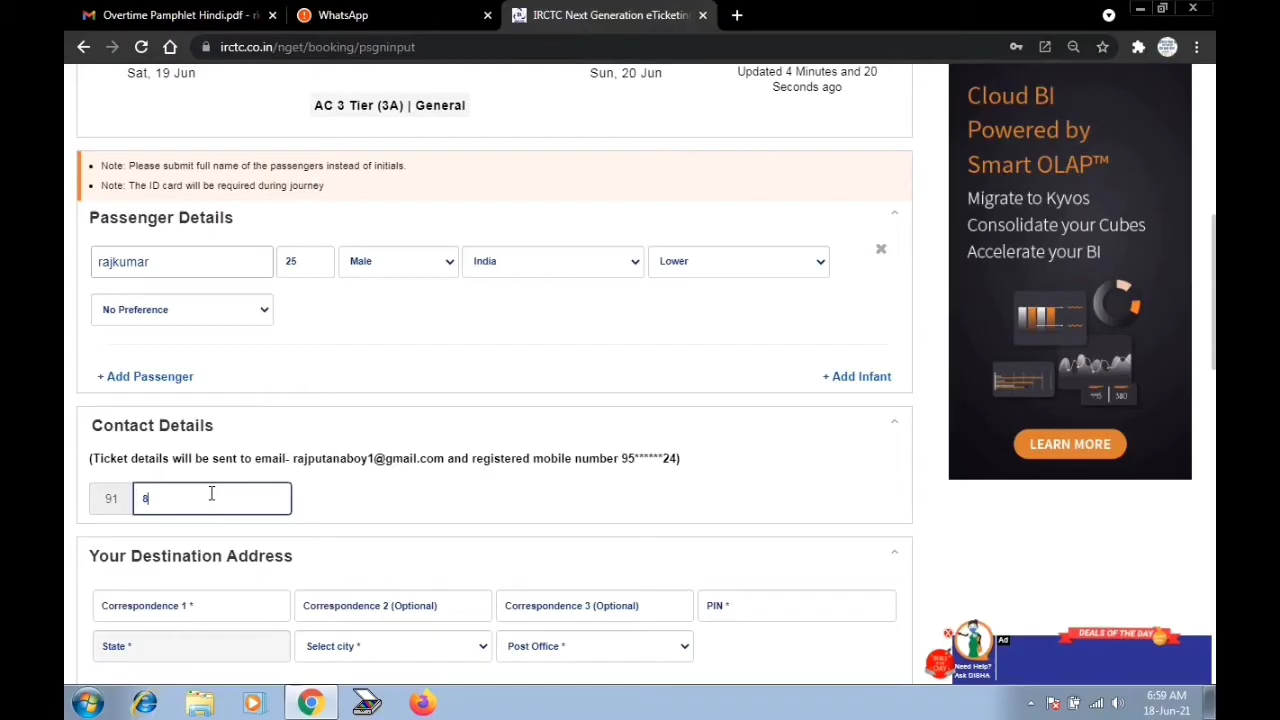 Overtime Pamphlet Hindi.pdf - r
WhatsApp
IRCTC Next Generation eTicketin
irctc.co.in/nget/booking/psgninput
Sat, 19 Jun
Sun, 20 Jun
Updated 4 Minutes and 20
Seconds ago
AC 3 Tier (3A) | General
Note: Please submit full name of the passengers instead of initials.
Note: The ID card will be required during journey
Passenger Details
rajkumar
25
Male
India
Lower
No Preference
+ Add Passenger
+ Add Infant
Contact Details
(Ticket details will be sent to email- rajputanaboy1@gmail.com and registered mobile number 95******24)
91
8
Your Destination Address
Correspondence 1 *
Correspondence 2 (Optional)
Correspondence 3 (Optional)
PIN *
State *
Select city *
Post Office *
Cloud BI
Powered by
Smart OLAP™
Migrate to Kyvos
Consolidate your Cubes
Accelerate your BI
LEARN MORE
Ad
DEALS OF THE DAY
Need Help?
Ask DISHA
6:59 AM
18-Jun-21